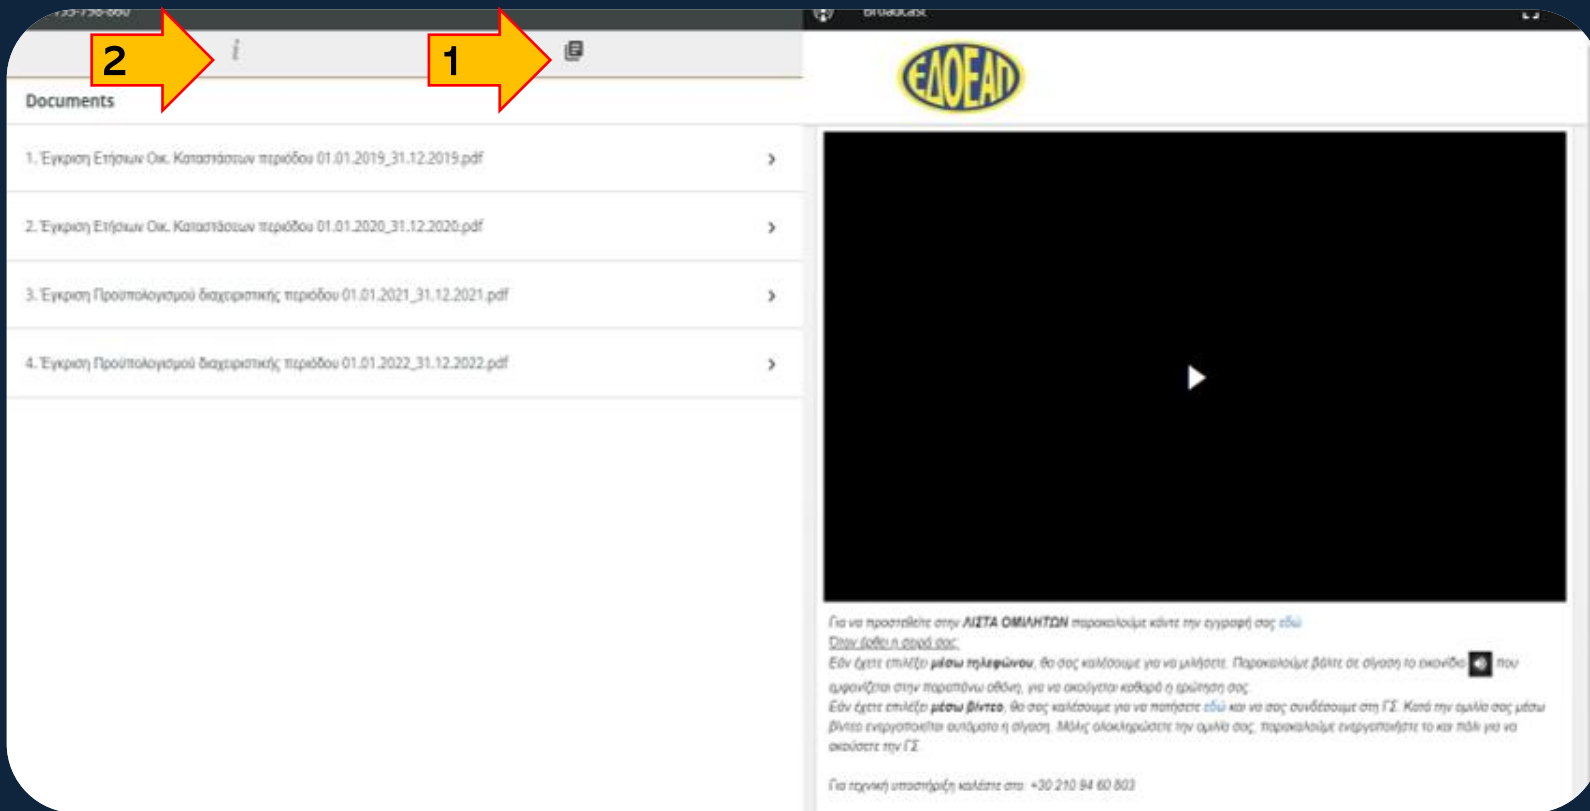 195-798-860
Broadcast
2
1
ΕΔΟΕΑΠ
Documents
1. Έγκριση Ετήσιων Οικ. Καταστάσεων περιόδου 01.01.2019_31.12.2019.pdf
2. Έγκριση Ετήσιων Οικ. Καταστάσεων περιόδου 01.01.2020_31.12.2020.pdf
3. Έγκριση Προϋπολογισμού διαχειριστικής περιόδου 01.01.2021_31.12.2021.pdf
4. Έγκριση Προϋπολογισμού διαχειριστικής περιόδου 01.01.2022_31.12.2022.pdf
Για να προστεθείτε στην ΛΙΣΤΑ ΟΜΙΛΗΤΩΝ παρακαλούμε κάντε την εγγραφή σας εδώ
Όταν έρθει η σειρά σας:
Εάν έχετε επιλέξει μέσω τηλεφώνου, θα σας καλέσουμε για να μιλήσετε. Παρακαλούμε βάλτε σε σίγαση το εικονίδιο που
εμφανίζεται στην παραπάνω οθόνη, για να ακούγεται καθαρά η ερώτηση σας
Εάν έχετε επιλέξει μέσω βίντεο, θα σας καλέσουμε για να πατήσετε εδώ και να σας συνδέσουμε στη ΓΣ. Κατά την ομιλία σας μέσω
βίντεο ενεργοποιείται αυτόματα η σίγαση. Μόλις ολοκληρώσετε την ομιλία σας, παρακαλούμε ενεργοποιήστε το και πάλι για να
ακούσετε την ΓΣ.
Για τεχνική υποστήριξη καλέστε στο: +30 210 94 60 803